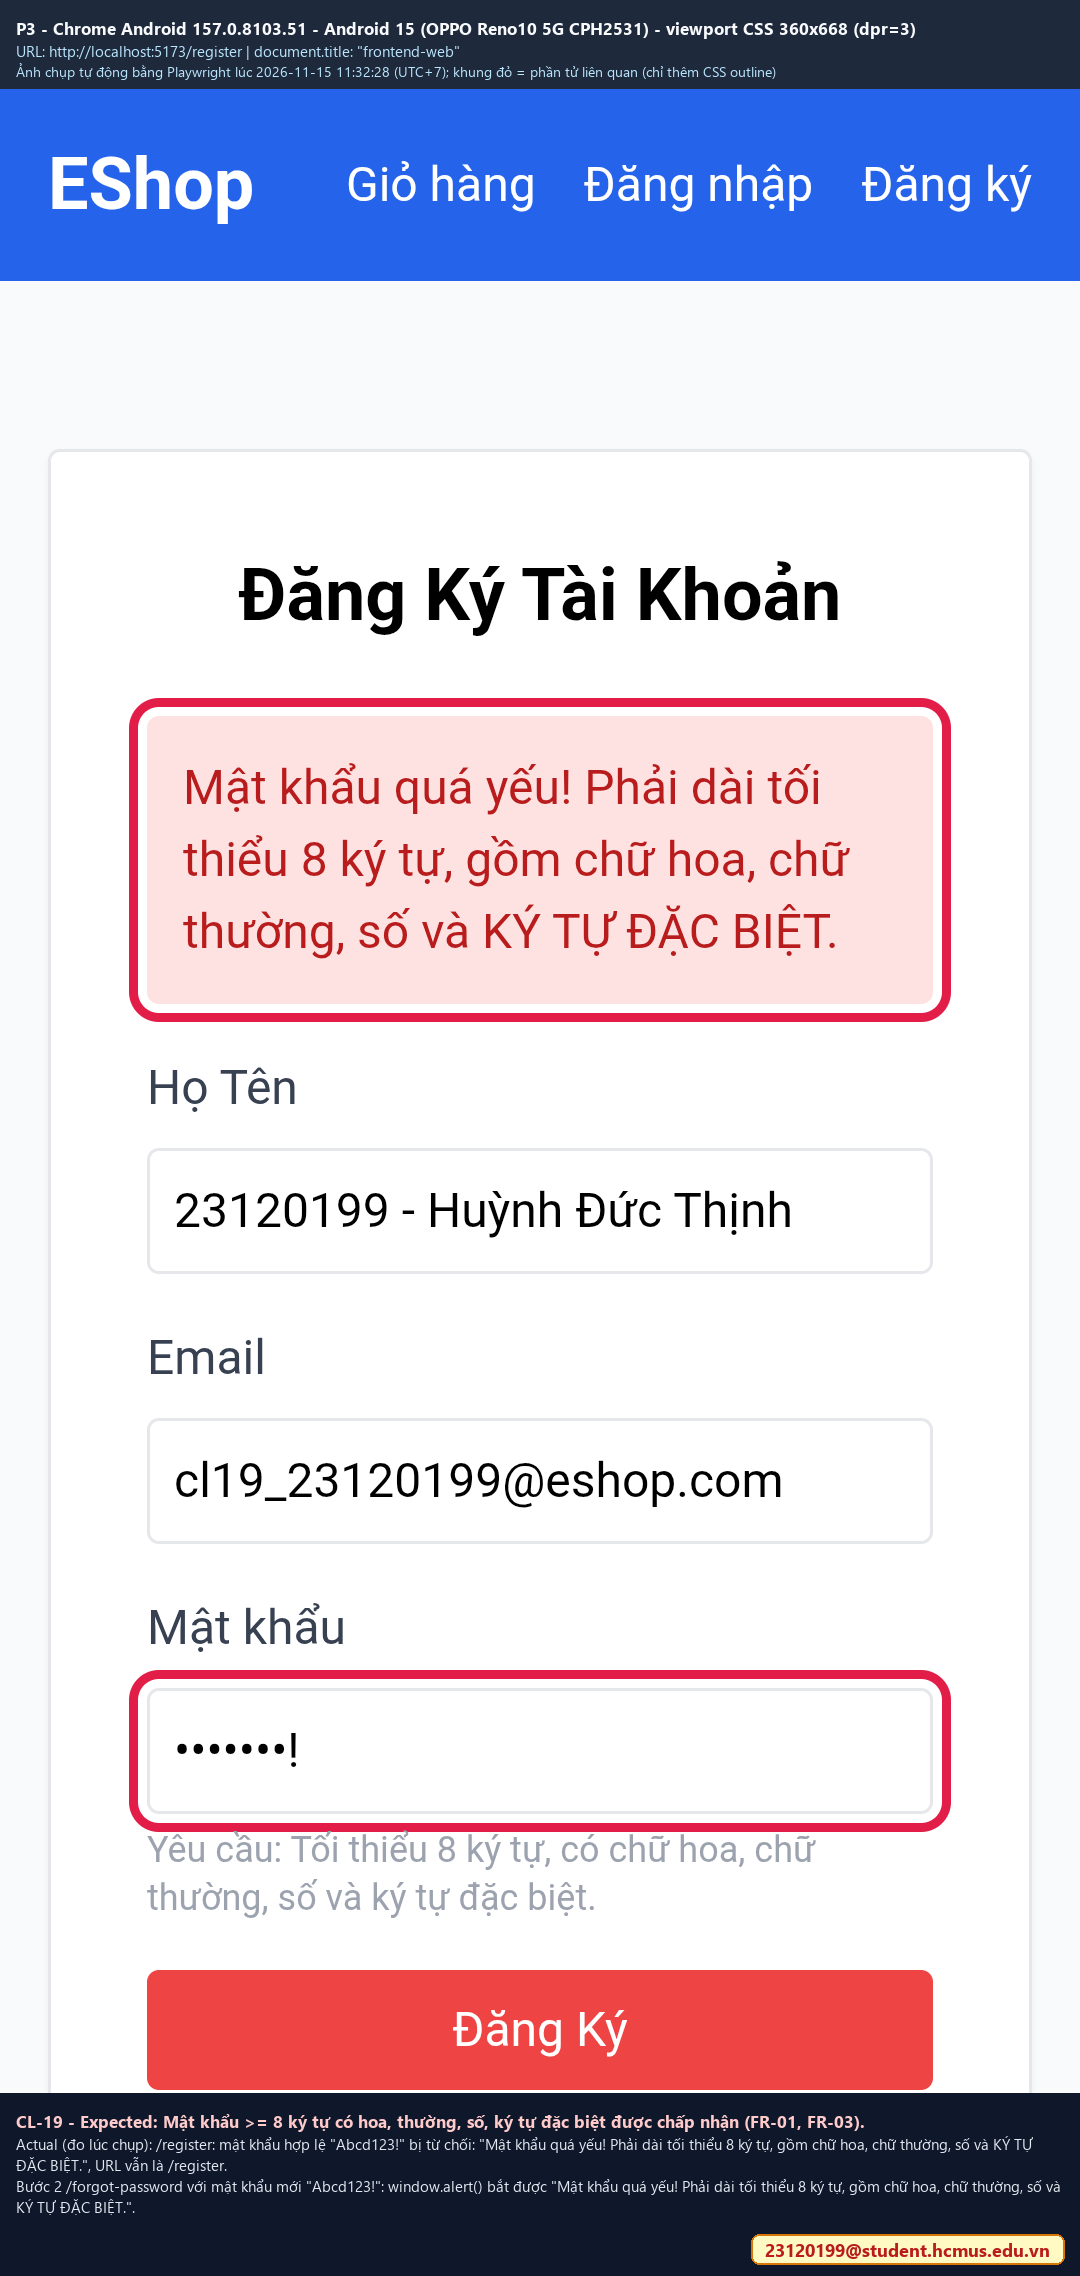 P3 - Chrome Android 157.0.8103.51 - Android 15 (OPPO Reno10 5G CPH2531) - viewport CSS 360x668 (dpr=3)
URL: http://localhost:5173/register | document.title: "frontend-web"
Ảnh chụp tự động bằng Playwright lúc 2026-11-15 11:32:28 (UTC+7); khung đỏ = phần tử liên quan (chỉ thêm CSS outline)
EShop Giỏ hàng Đăng nhập Đăng ký
Đăng Ký Tài Khoản
Mật khẩu quá yếu! Phải dài tối
thiểu 8 ký tự, gồm chữ hoa, chữ
thường, số và KÝ TỰ ĐẶC BIỆT.
Họ Tên
23120199 - Huỳnh Đức Thịnh
Email
cl19_23120199@eshop.com
Mật khẩu
•••••••!
Yêu cầu: Tối thiểu 8 ký tự, có chữ hoa, chữ
thường, số và ký tự đặc biệt.
Đăng Ký
CL-19 - Expected: Mật khẩu >= 8 ký tự có hoa, thường, số, ký tự đặc biệt được chấp nhận (FR-01, FR-03).
Actual (đo lúc chụp): /register: mật khẩu hợp lệ "Abcd123!" bị từ chối: "Mật khẩu quá yếu! Phải dài tối thiểu 8 ký tự, gồm chữ hoa, chữ thường, số và KÝ TỰ
ĐẶC BIỆT.", URL vẫn là /register.
Bước 2 /forgot-password với mật khẩu mới "Abcd123!": window.alert() bắt được "Mật khẩu quá yếu! Phải dài tối thiểu 8 ký tự, gồm chữ hoa, chữ thường, số và
KÝ TỰ ĐẶC BIỆT.".
23120199@student.hcmus.edu.vn